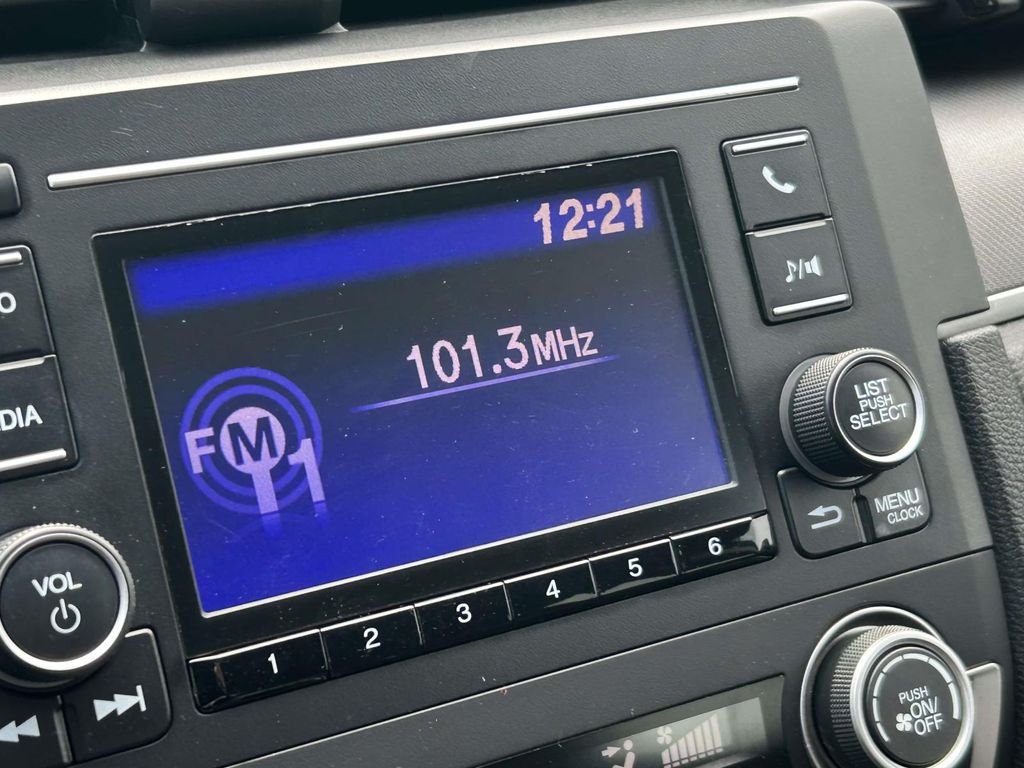 12:21
101.3MHz
FM
1
O
DIA
LIST
PUSH
SELECT
MENU
CLOCK
VOL
1
2
3
4
5
6
PUSH
ON/
OFF